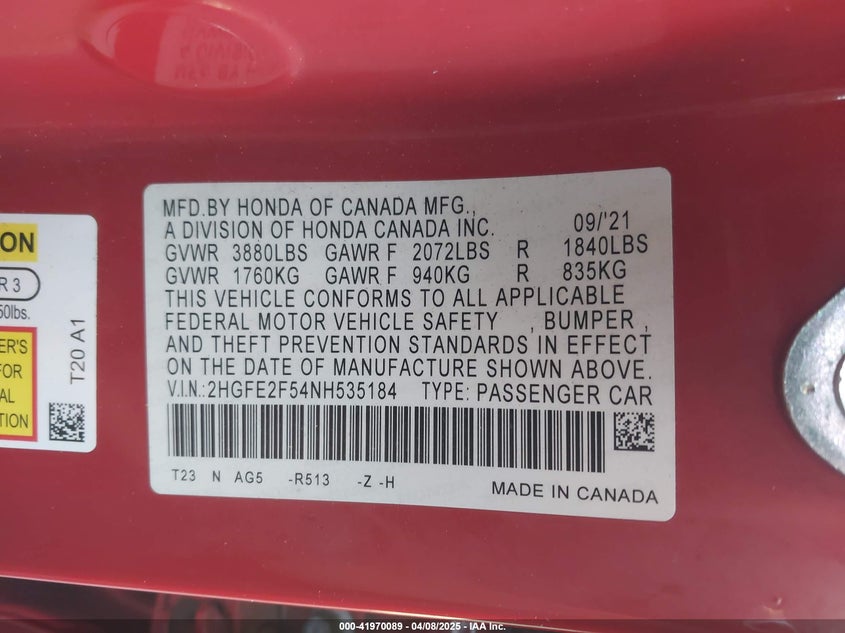 MFD.BY HONDA OF CANADA MFG.,
A DIVISION OF HONDA CANADA INC. 09/'21
GVWR 3880LBS GAWR F 2072LBS R 1840LBS
GVWR 1760KG GAWR F 940KG R 835KG
THIS VEHICLE CONFORMS TO ALL APPLICABLE
FEDERAL MOTOR VEHICLE SAFETY , BUMPER ,
AND THEFT PREVENTION STANDARDS IN EFFECT
ON THE DATE OF MANUFACTURE SHOWN ABOVE.
V.I.N.:2HGFE2F54NH535184 TYPE: PASSENGER CAR
T23 N AG5 -R513 -Z -H
MADE IN CANADA
ON
R 3
50lbs.
ER'S
FOR
AL
TION
T20 A1
000-41970089 - 04/08/2025 - IAA Inc.